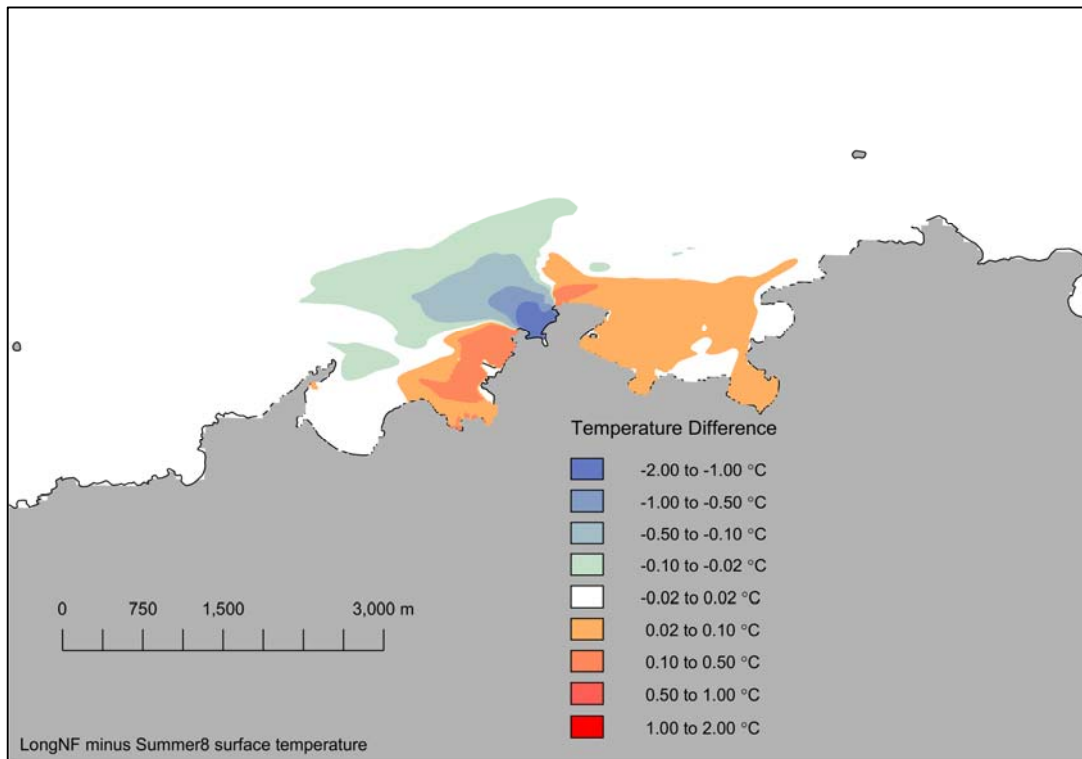 Temperature Difference
-2.00 to -1.00 °C
-1.00 to -0.50 °C
-0.50 to -0.10 °C
-0.10 to -0.02 °C
-0.02 to 0.02 °C
0.02 to 0.10 °C
0.10 to 0.50 °C
0.50 to 1.00 °C
1.00 to 2.00 °C
0 750 1,500 3,000 m
LongNF minus Summer8 surface temperature